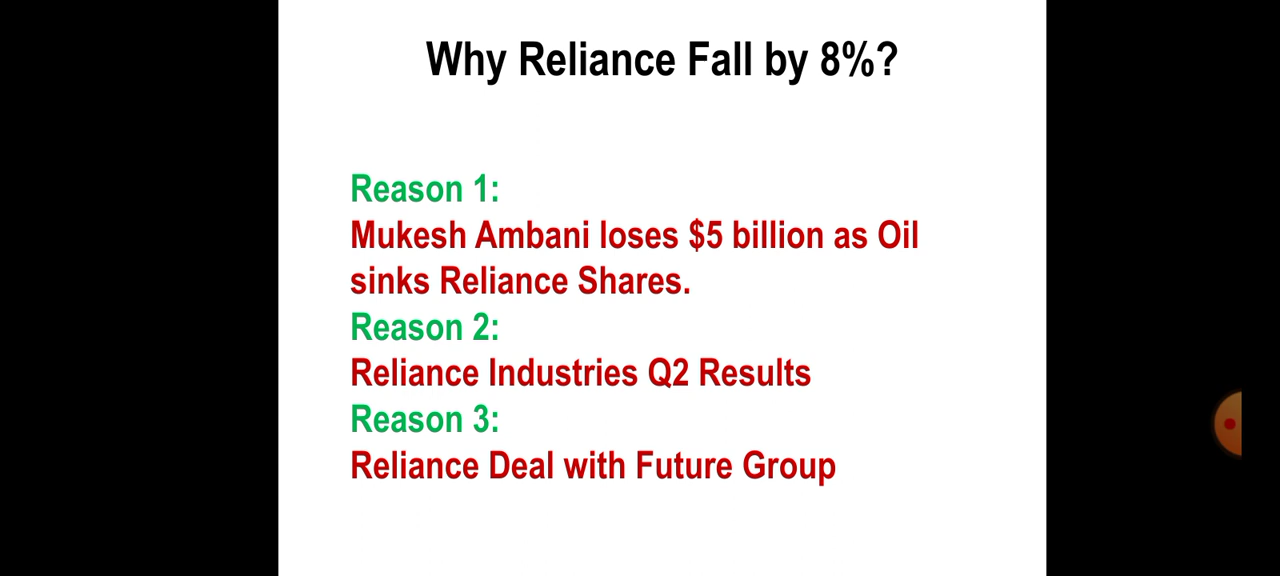 Why Reliance Fall by 8%?
Reason 1:
Mukesh Ambani loses $5 billion as Oil
sinks Reliance Shares.
Reason 2:
Reliance Industries Q2 Results
Reason 3:
Reliance Deal with Future Group